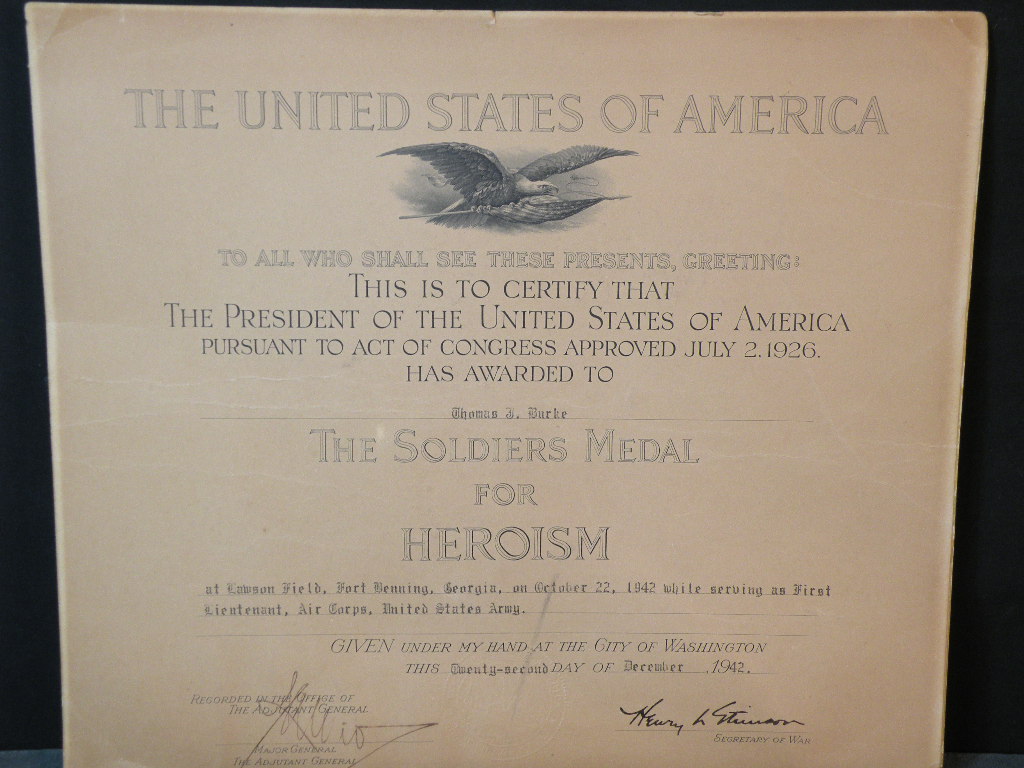 THE UNITED STATES OF AMERICA
TO ALL WHO SHALL SEE THESE PRESENTS, GREETING:
THIS IS TO CERTIFY THAT
THE PRESIDENT OF THE UNITED STATES OF AMERICA
PURSUANT TO ACT OF CONGRESS APPROVED JULY 2, 1926,
HAS AWARDED TO
Thomas J. Burke
THE SOLDIERS MEDAL
FOR
HEROISM
at Lawson Field, Fort Benning, Georgia, on October 22, 1942 while serving as First
Lieutenant, Air Corps, United States Army.
GIVEN UNDER MY HAND AT THE CITY OF WASHINGTON
THIS Twenty-second DAY OF December , 1942.
RECORDED IN THE OFFICE OF
THE ADJUTANT GENERAL
Henry L Stimson
SECRETARY OF WAR
MAJOR GENERAL
THE ADJUTANT GENERAL